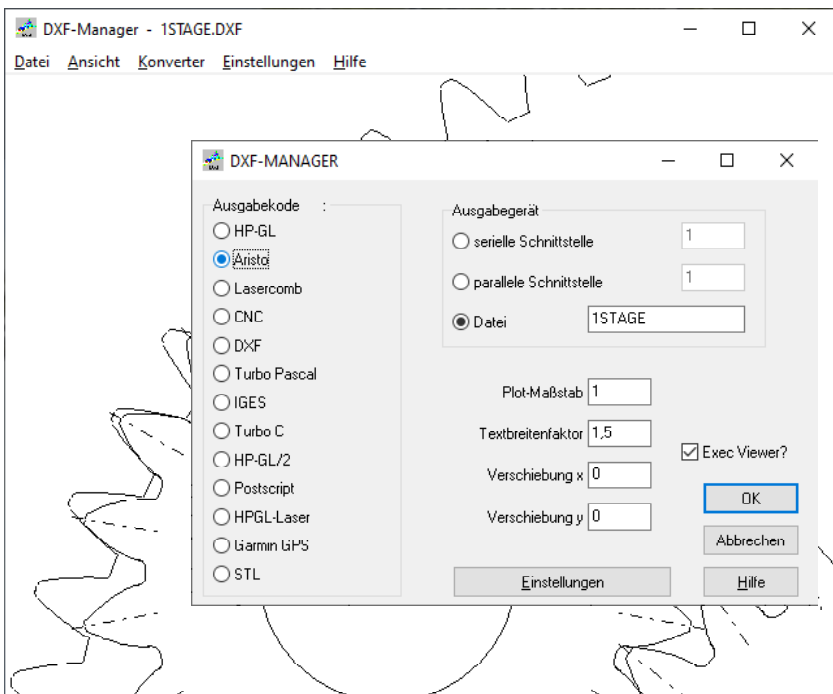 DXF-Manager - 1STAGE.DXF
Datei Ansicht Konverter Einstellungen Hilfe
DXF-MANAGER
Ausgabekode :
HP-GL
Aristo
Lasercomb
CNC
DXF
Turbo Pascal
IGES
Turbo C
HP-GL/2
Postscript
HPGL-Laser
Garmin GPS
STL
Ausgabegerät
serielle Schnittstelle 1
parallele Schnittstelle 1
Datei 1STAGE
Plot-Maßstab 1
Textbreitenfaktor 1,5
Verschiebung x 0
Verschiebung y 0
Exec Viewer?
OK
Abbrechen
Einstellungen
Hilfe